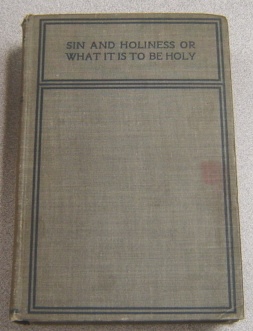 SIN AND HOLINESS OR
WHAT IT IS TO BE HOLY